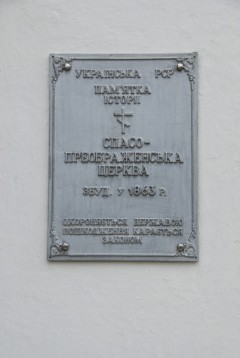 УКРАЇНСЬКА РСР
ПАМ'ЯТКА
ІСТОРІЇ
СПАСО-
ПРЕОБРАЖЕНСЬКА
ЦЕРКВА
ЗБУД. У 1863 Р.
ОХОРОНЯЄТЬСЯ ДЕРЖАВОЮ
ПОШКОДЖЕННЯ КАРАЄТЬСЯ
ЗАКОНОМ